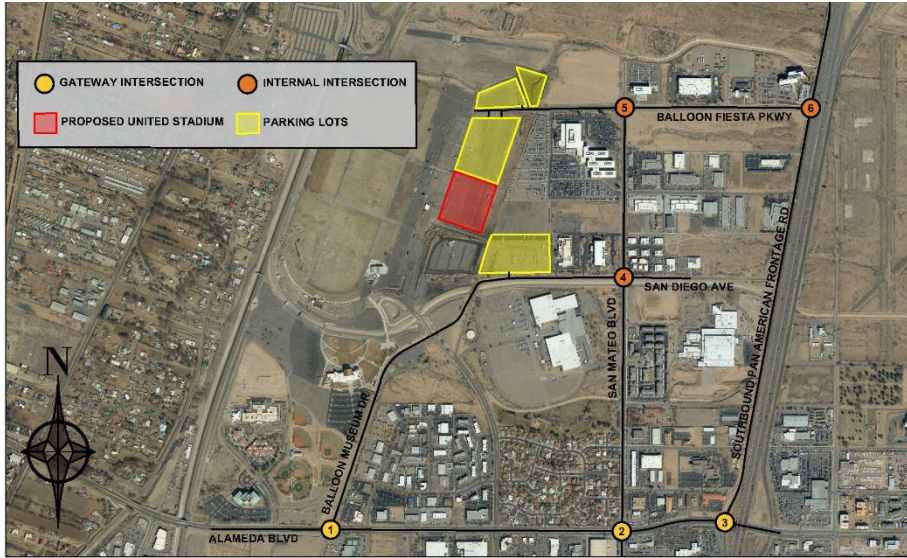 GATEWAY INTERSECTION
INTERNAL INTERSECTION
PROPOSED UNITED STADIUM
PARKING LOTS
5
6
BALLOON FIESTA PKWY
4
SAN DIEGO AVE
SAN MATEO BLVD
SOUTHBOUND PAN AMERICAN FRONTAGE RD
BALLOON MUSEUM DR
N
1
2
3
ALAMEDA BLVD